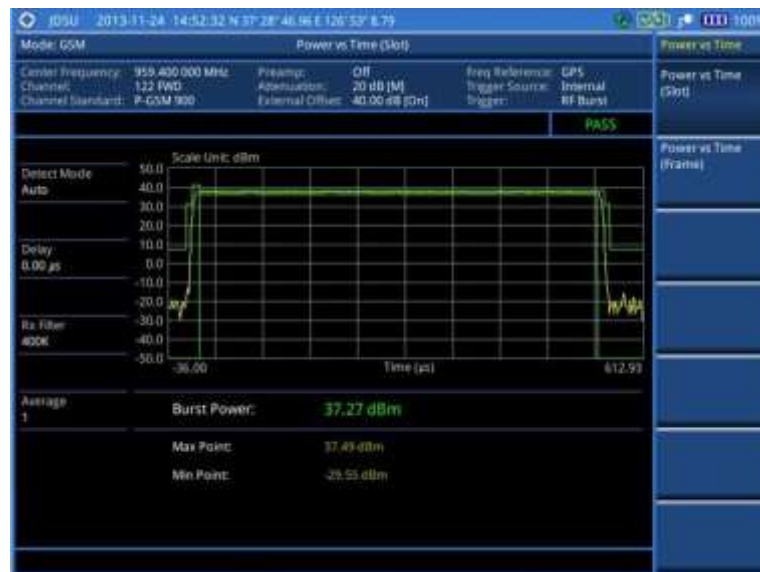 JDSU 2013-11-24 14:52:32 N 37° 28' 46.96 E 126° 53' 8.79 100%
Mode: GSM Power vs Time (Slot) Power vs Time
Center Frequency: 959.400 000 MHz Preamp: Off Freq Reference: GPS
Channel: 122 FWD Attenuation: 20 dB [M] Trigger Source: Internal
Channel Standard: P-GSM 900 External Offset: 40.00 dB [On] Trigger: RF Burst
Power vs Time
(Slot)
PASS
Power vs Time
(Frame)
Scale Unit: dBm
Detect Mode
Auto
Delay
0.00 µs
Rx Filter
400K
Average
1
50.0
40.0
30.0
20.0
10.0
0.0
-10.0
-20.0
-30.0
-40.0
-50.0
-36.00 Time (µs) 612.93
Burst Power: 37.27 dBm
Max Point: 37.49 dBm
Min Point: -29.55 dBm